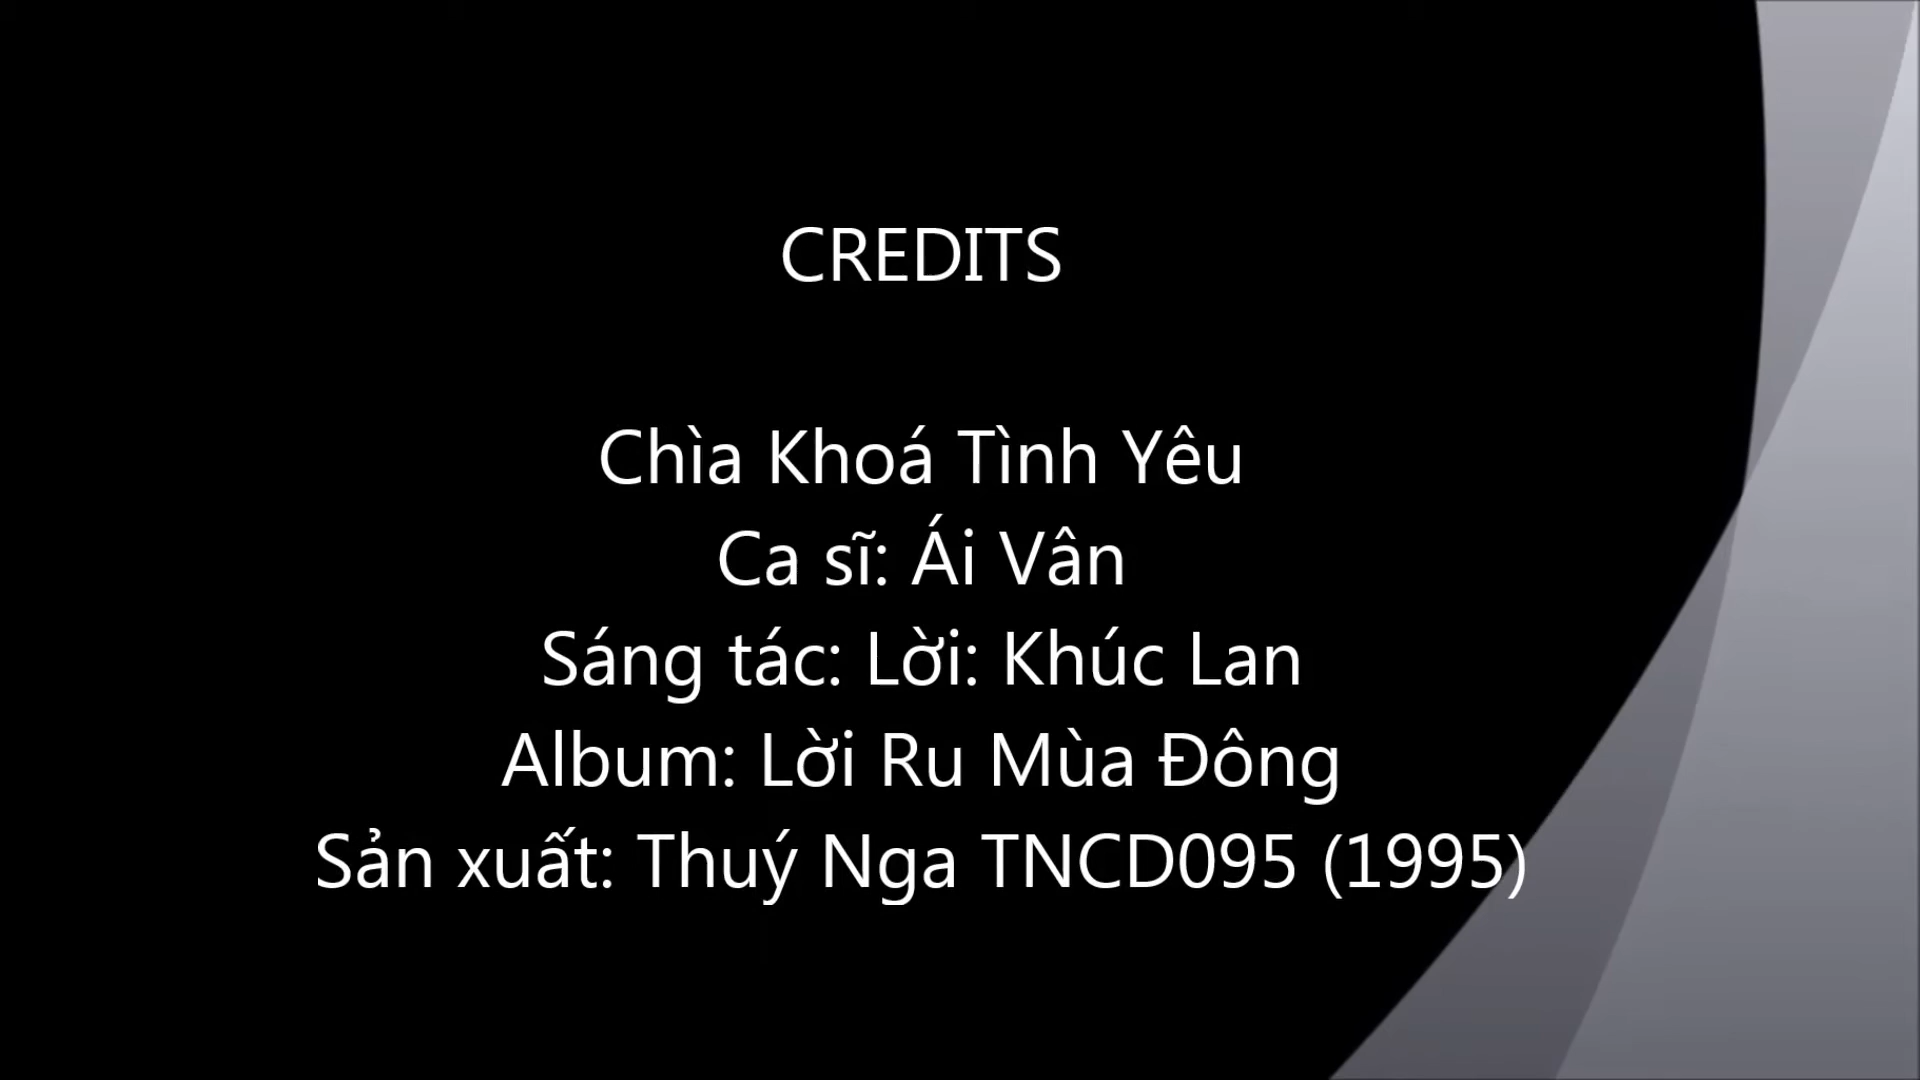 CREDITS
Chìa Khoá Tình Yêu
Ca sĩ: Ái Vân
Sáng tác: Lời: Khúc Lan
Album: Lời Ru Mùa Đông
Sản xuất: Thuý Nga TNCD095 (1995)